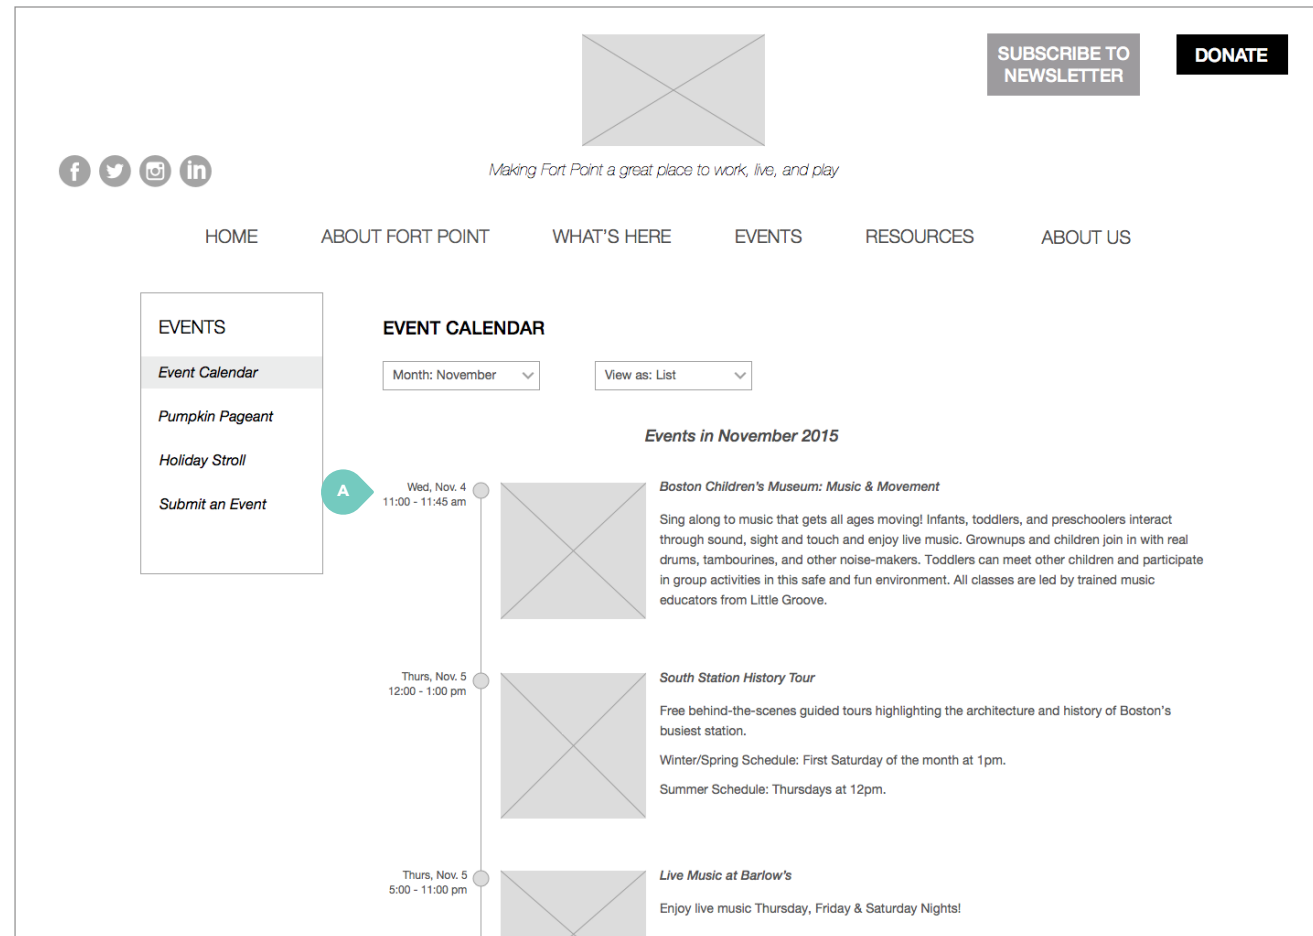 SUBSCRIBE TO
NEWSLETTER
DONATE
Making Fort Point a great place to work, live, and play
HOME
ABOUT FORT POINT
WHAT'S HERE
EVENTS
RESOURCES
ABOUT US
EVENTS
Event Calendar
Pumpkin Pageant
Holiday Stroll
Submit an Event
EVENT CALENDAR
Month: November
View as: List
Events in November 2015
A
Wed, Nov. 4
11:00 - 11:45 am
Boston Children's Museum: Music & Movement
Sing along to music that gets all ages moving! Infants, toddlers, and preschoolers interact
through sound, sight and touch and enjoy live music. Grownups and children join in with real
drums, tambourines, and other noise-makers. Toddlers can meet other children and participate
in group activities in this safe and fun environment. All classes are led by trained music
educators from Little Groove.
Thurs, Nov. 5
12:00 - 1:00 pm
South Station History Tour
Free behind-the-scenes guided tours highlighting the architecture and history of Boston's
busiest station.
Winter/Spring Schedule: First Saturday of the month at 1pm.
Summer Schedule: Thursdays at 12pm.
Thurs, Nov. 5
5:00 - 11:00 pm
Live Music at Barlow's
Enjoy live music Thursday, Friday & Saturday Nights!